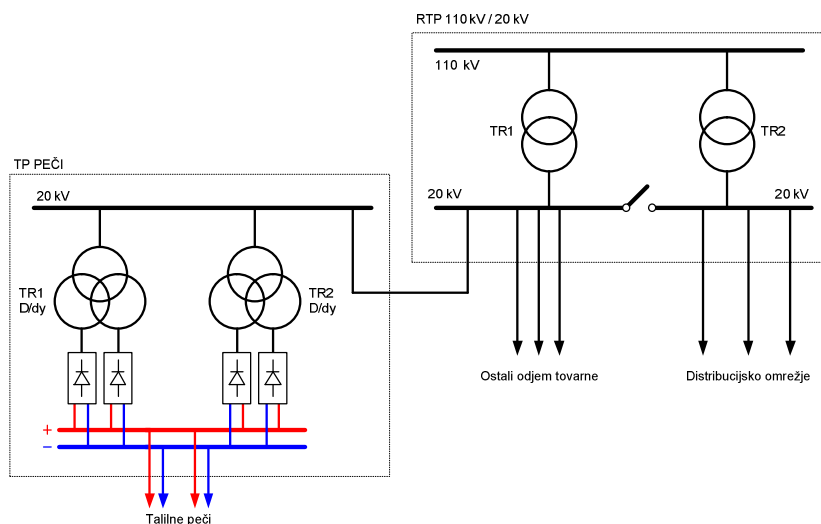 RTP 110 kV / 20 kV
110 kV
TR1
TR2
TP PEČI
20 kV
20 kV
20 kV
TR1
D/dy
TR2
D/dy
Ostali odjem tovarne
Distribucijsko omrežje
+
−
Talilne peči